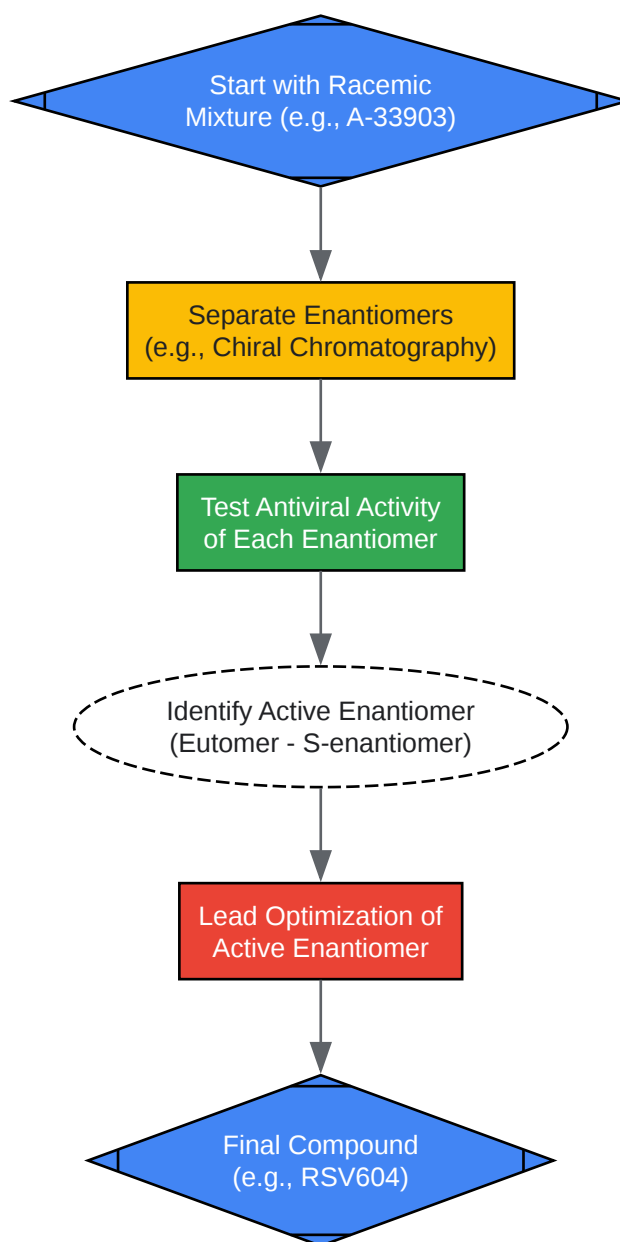 Start with Racemic
Mixture (e.g., A-33903)
Separate Enantiomers
(e.g., Chiral Chromatography)
Test Antiviral Activity
of Each Enantiomer
Identify Active Enantiomer
(Eutomer - S-enantiomer)
Lead Optimization of
Active Enantiomer
Final Compound
(e.g., RSV604)